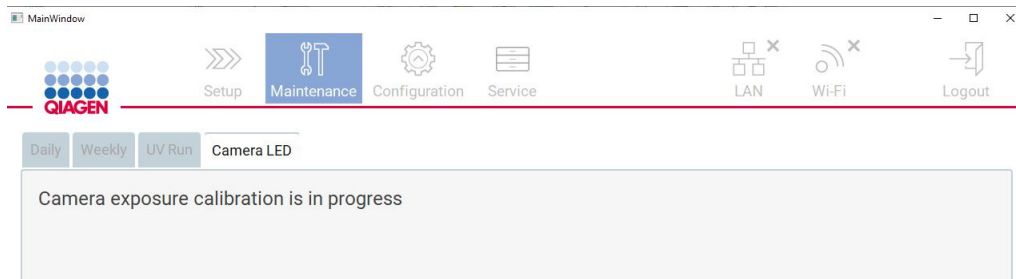 MainWindow
QIAGEN
Setup Maintenance Configuration Service LAN Wi-Fi Logout
Daily Weekly UV Run Camera LED
Camera exposure calibration is in progress